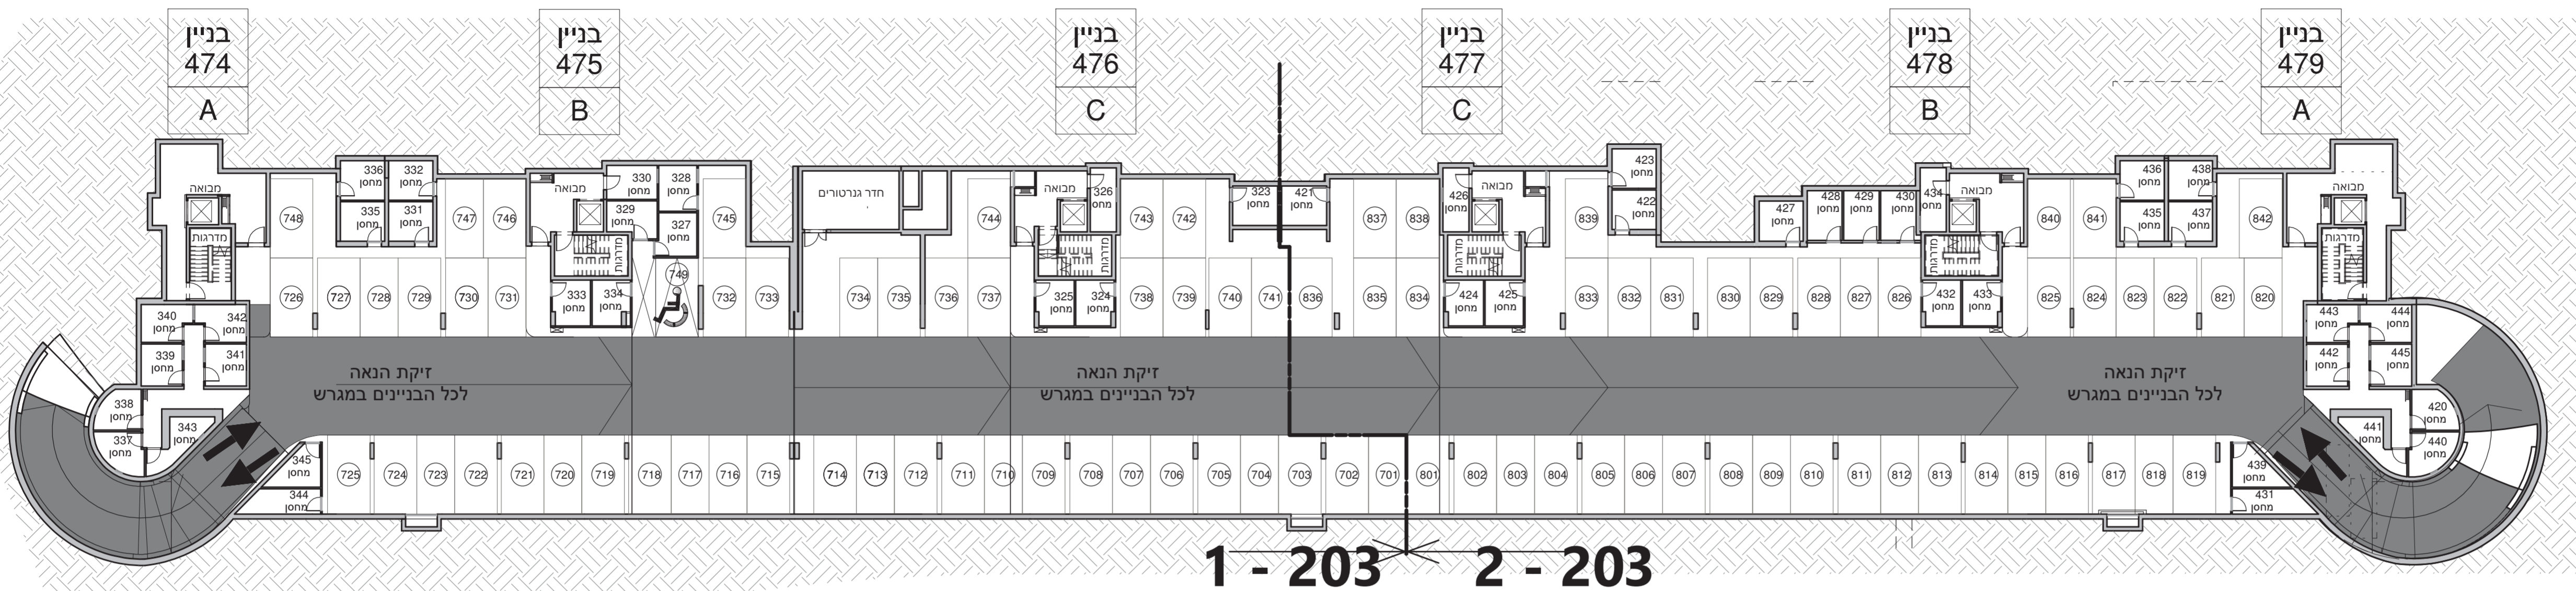 בניין
474
A
בניין
475
B
בניין
476
C
בניין
477
C
בניין
478
B
בניין
479
A
מבואה
מדרגות
748
336
מחסן
332
מחסן
335
מחסן
331
מחסן
747
746
מבואה
מדרגות
330
מחסן
328
מחסן
329
מחסן
327
מחסן
745
חדר גנרטורים
744
מבואה
מדרגות
326
מחסן
743
742
323
מחסן
421
מחסן
837
838
426
מחסן
מבואה
מדרגות
839
423
מחסן
422
מחסן
427
מחסן
428
מחסן
429
מחסן
430
מחסן
434
מחסן
מבואה
מדרגות
840
841
436
מחסן
438
מחסן
435
מחסן
437
מחסן
842
מבואה
מדרגות
726
727
728
729
730
731
333
מחסן
334
מחסן
749
732
733
734
735
736
737
325
מחסן
324
מחסן
738
739
740
741
836
835
834
424
מחסן
425
מחסן
833
832
831
830
829
828
827
826
432
מחסן
433
מחסן
825
824
823
822
821
820
340
מחסן
342
מחסן
339
מחסן
341
מחסן
338
מחסן
337
מחסן
343
מחסן
זיקת הנאה
לכל הבניינים במגרש
זיקת הנאה
לכל הבניינים במגרש
זיקת הנאה
לכל הבניינים במגרש
443
מחסן
444
מחסן
442
מחסן
445
מחסן
420
מחסן
441
מחסן
440
מחסן
345
מחסן
344
מחסן
725
724
723
722
721
720
719
718
717
716
715
714
713
712
711
710
709
708
707
706
705
704
703
702
701
801
802
803
804
805
806
807
808
809
810
811
812
813
814
815
816
817
818
819
439
מחסן
431
מחסן
1 - 203
2 - 203